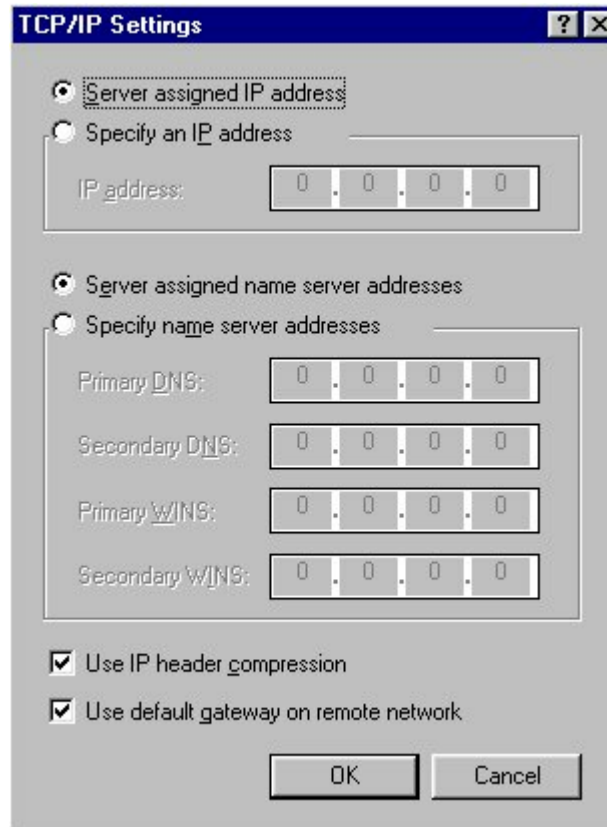 TCP/IP Settings ? X
Server assigned IP address
Specify an IP address
IP address: 0 . 0 . 0 . 0
Server assigned name server addresses
Specify name server addresses
Primary DNS: 0 . 0 . 0 . 0
Secondary DNS: 0 . 0 . 0 . 0
Primary WINS: 0 . 0 . 0 . 0
Secondary WINS: 0 . 0 . 0 . 0
Use IP header compression
Use default gateway on remote network
OK Cancel